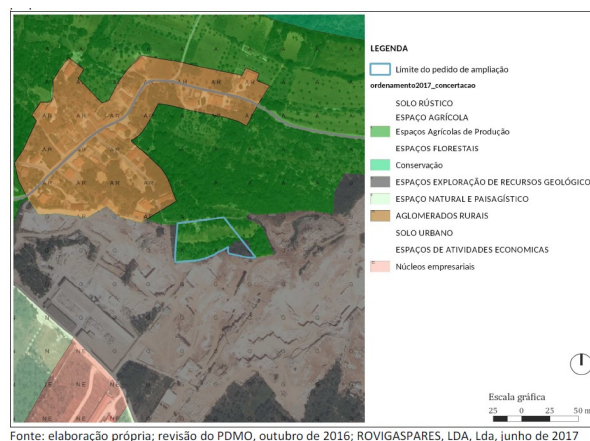 LEGENDA
Limite do pedido de ampliação
ordenamento2017_concertacao
SOLO RÚSTICO
ESPAÇO AGRÍCOLA
Espaços Agrícolas de Produção
ESPAÇOS FLORESTAIS
Conservação
ESPAÇOS EXPLORAÇÃO DE RECURSOS GEOLÓGICO
ESPAÇO NATURAL E PAISAGÍSTICO
AGLOMERADOS RURAIS
SOLO URBANO
ESPAÇOS DE ATIVIDADES ECONOMICAS
Núcleos empresariais
Escala gráfica
25 0 25 50 m
Fonte: elaboração própria; revisão do PDMO, outubro de 2016; ROVIGASPARES, LDA, Lda, junho de 2017